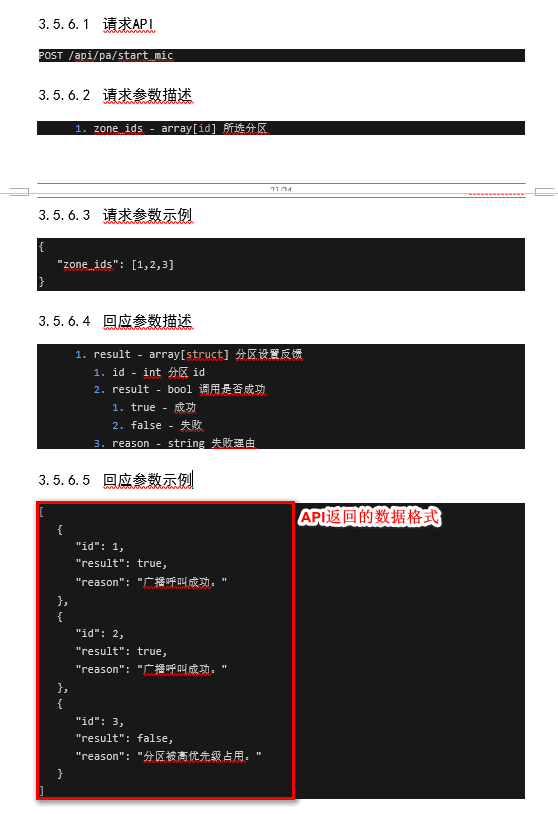 3.5.6.1 请求API
POST /api/pa/start_mic
3.5.6.2 请求参数描述
1. zone_ids - array[id] 所选分区
21/24
3.5.6.3 请求参数示例
{
"zone_ids": [1,2,3]
}
3.5.6.4 回应参数描述
1. result - array[struct] 分区设置反馈
1. id - int 分区 id
2. result - bool 调用是否成功
1. true - 成功
2. false - 失败
3. reason - string 失败理由
3.5.6.5 回应参数示例
API返回的数据格式
[
{
"id": 1,
"result": true,
"reason": "广播呼叫成功。"
},
{
"id": 2,
"result": true,
"reason": "广播呼叫成功。"
},
{
"id": 3,
"result": false,
"reason": "分区被高优先级占用。"
}
]